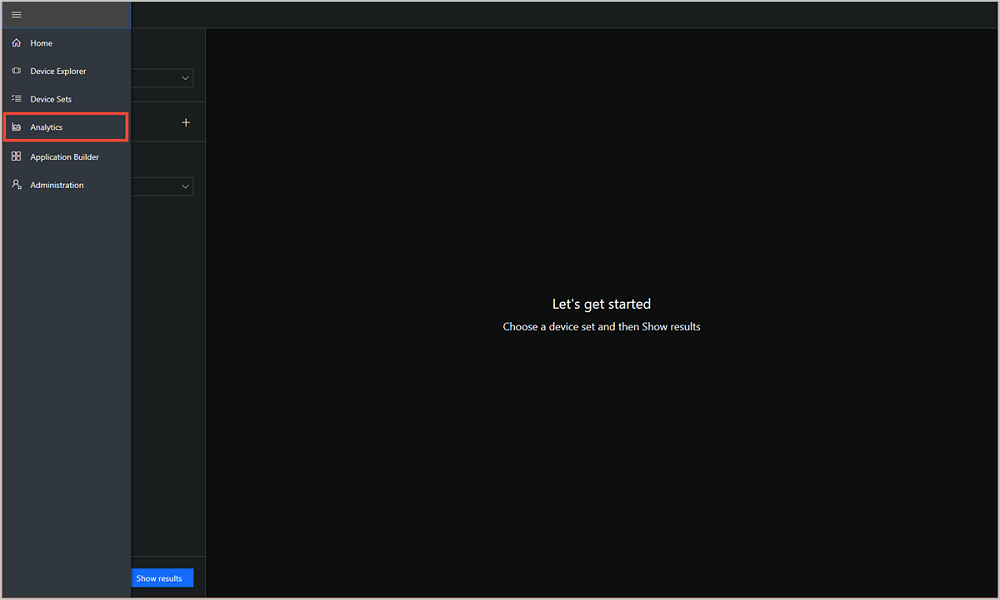 Home
Device Explorer
Device Sets
Analytics
Application Builder
Administration
Let's get started
Choose a device set and then Show results
Show results